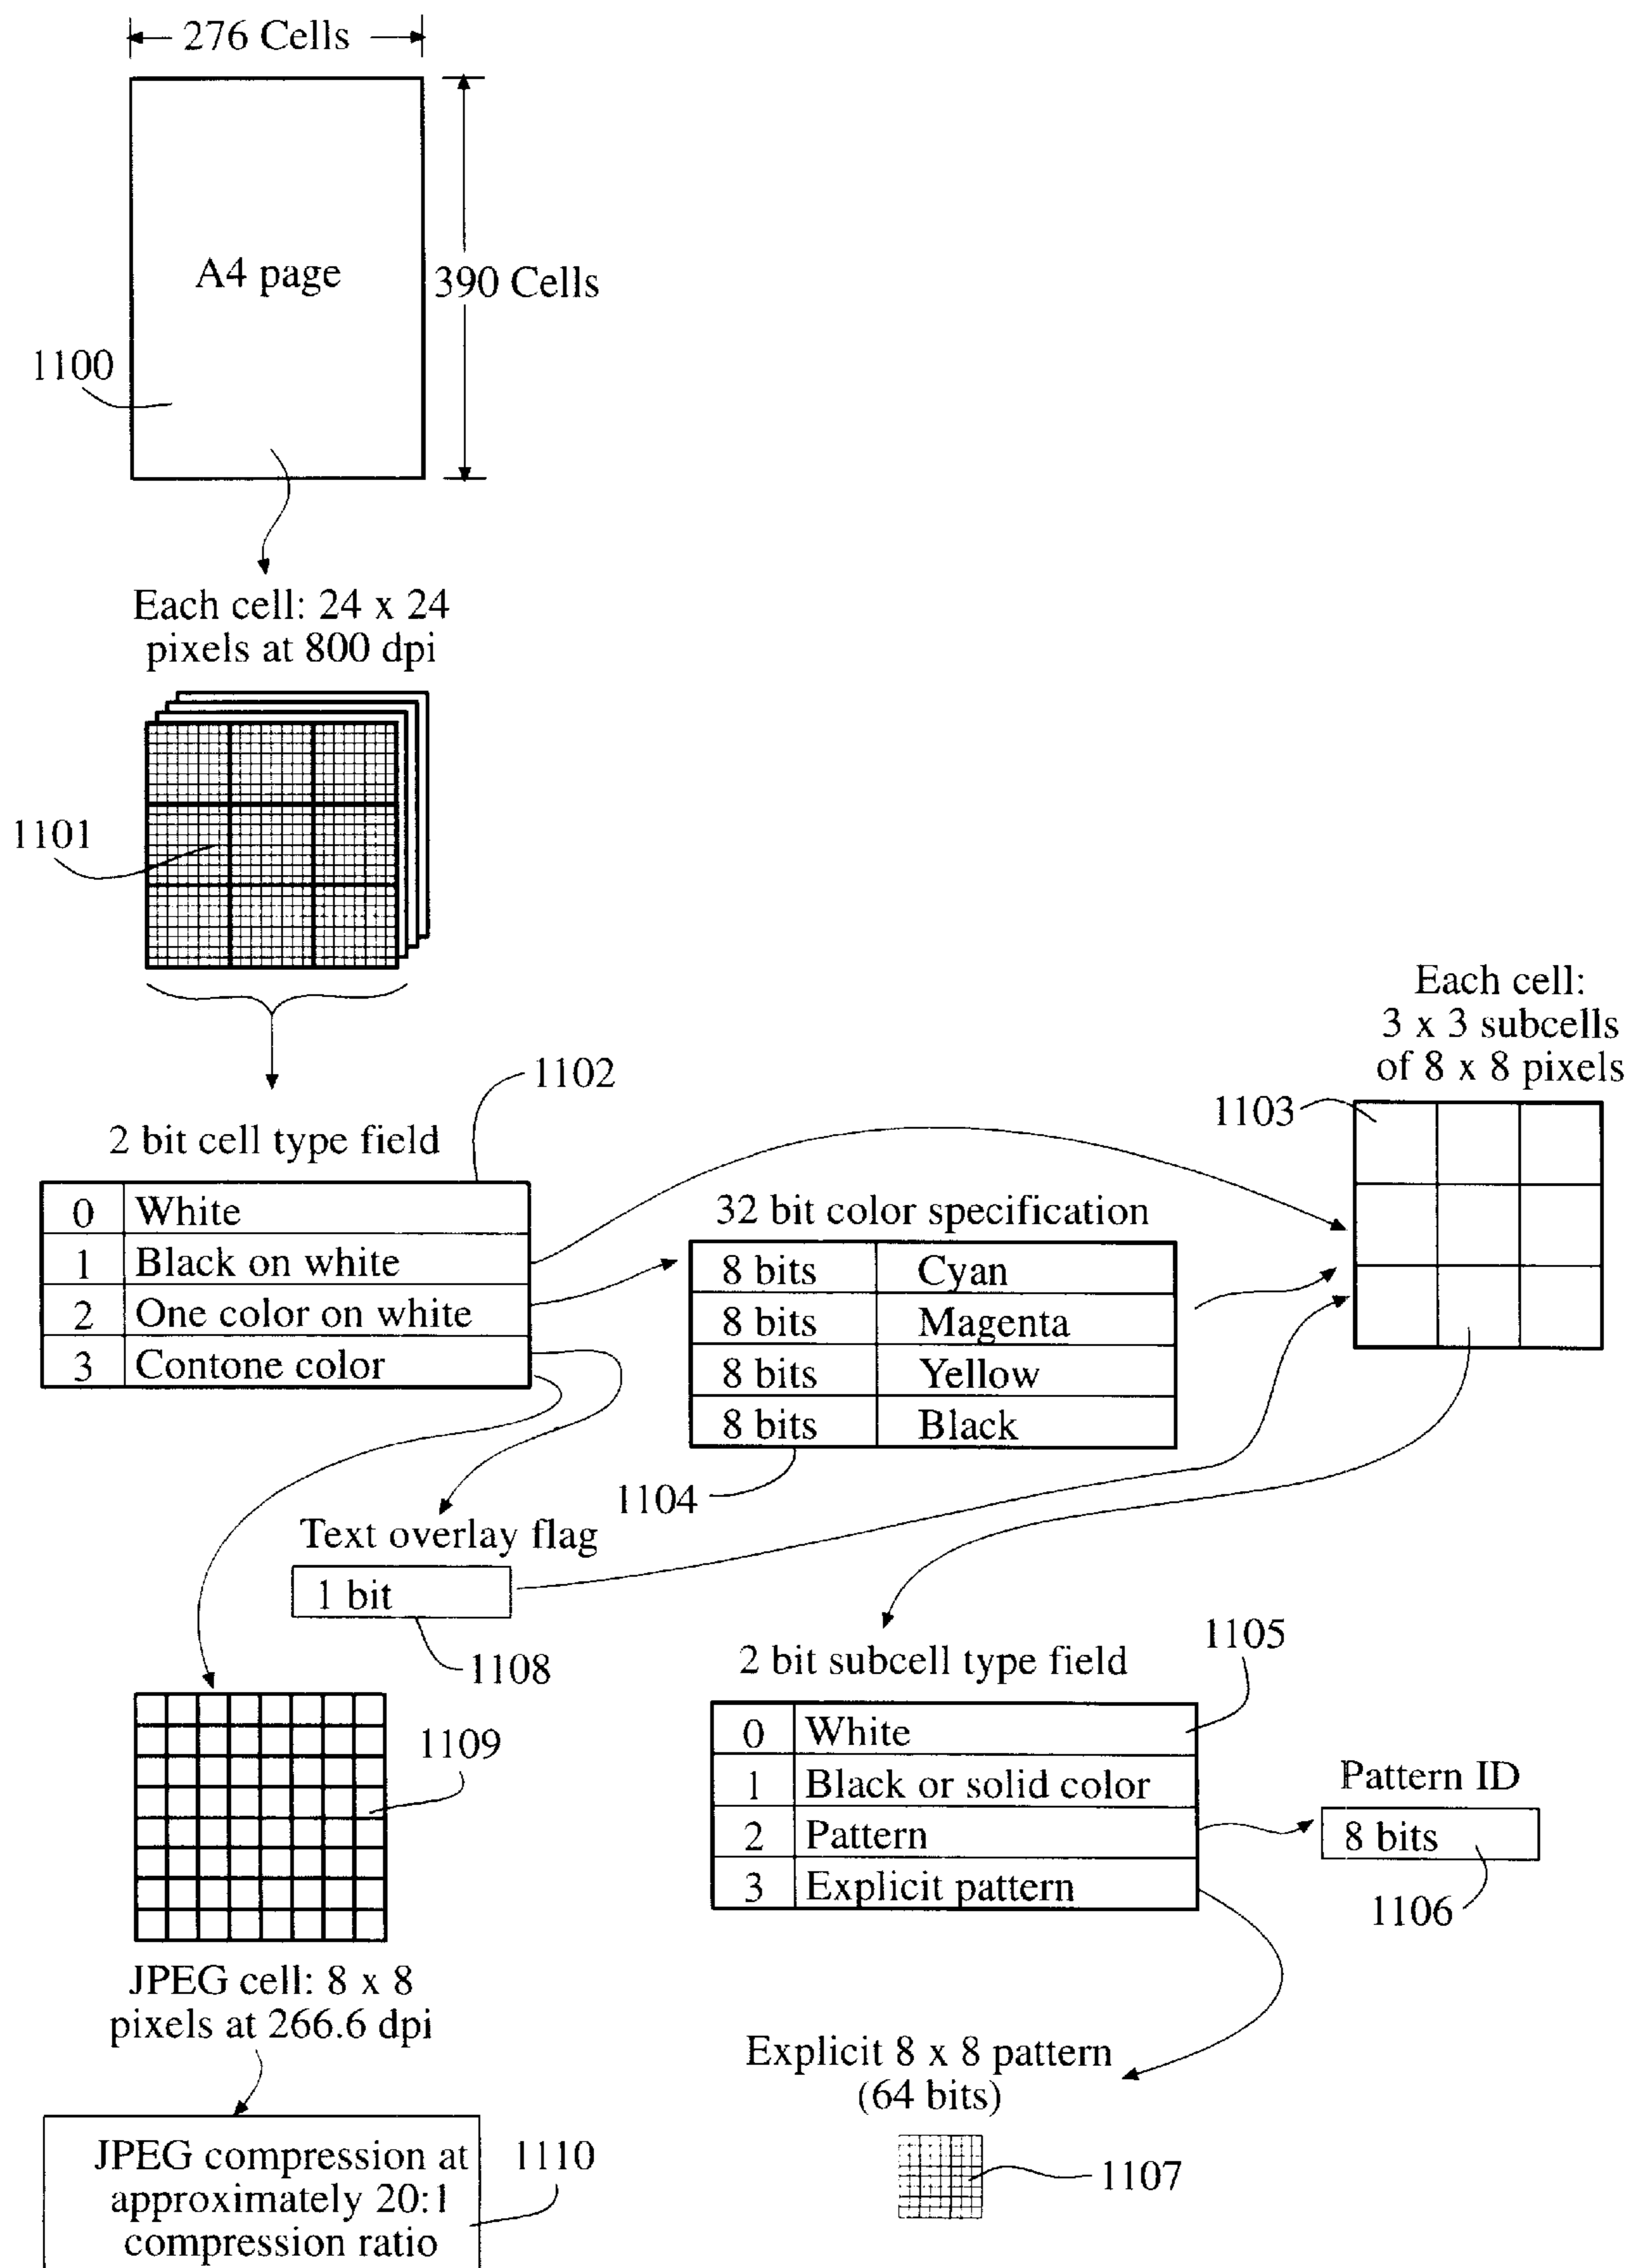 276 Cells
A4 page
390 Cells
1100
Each cell: 24 x 24
pixels at 800 dpi
1101
Each cell:
3 x 3 subcells
of 8 x 8 pixels
1102
1103
2 bit cell type field
0 White
1 Black on white
2 One color on white
3 Contone color
32 bit color specification
8 bits Cyan
8 bits Magenta
8 bits Yellow
8 bits Black
1104
Text overlay flag
1 bit
1108
2 bit subcell type field
1105
0 White
1 Black or solid color
2 Pattern
3 Explicit pattern
Pattern ID
8 bits
1106
1109
JPEG cell: 8 x 8
pixels at 266.6 dpi
Explicit 8 x 8 pattern
(64 bits)
1107
JPEG compression at
approximately 20:1
compression ratio
1110